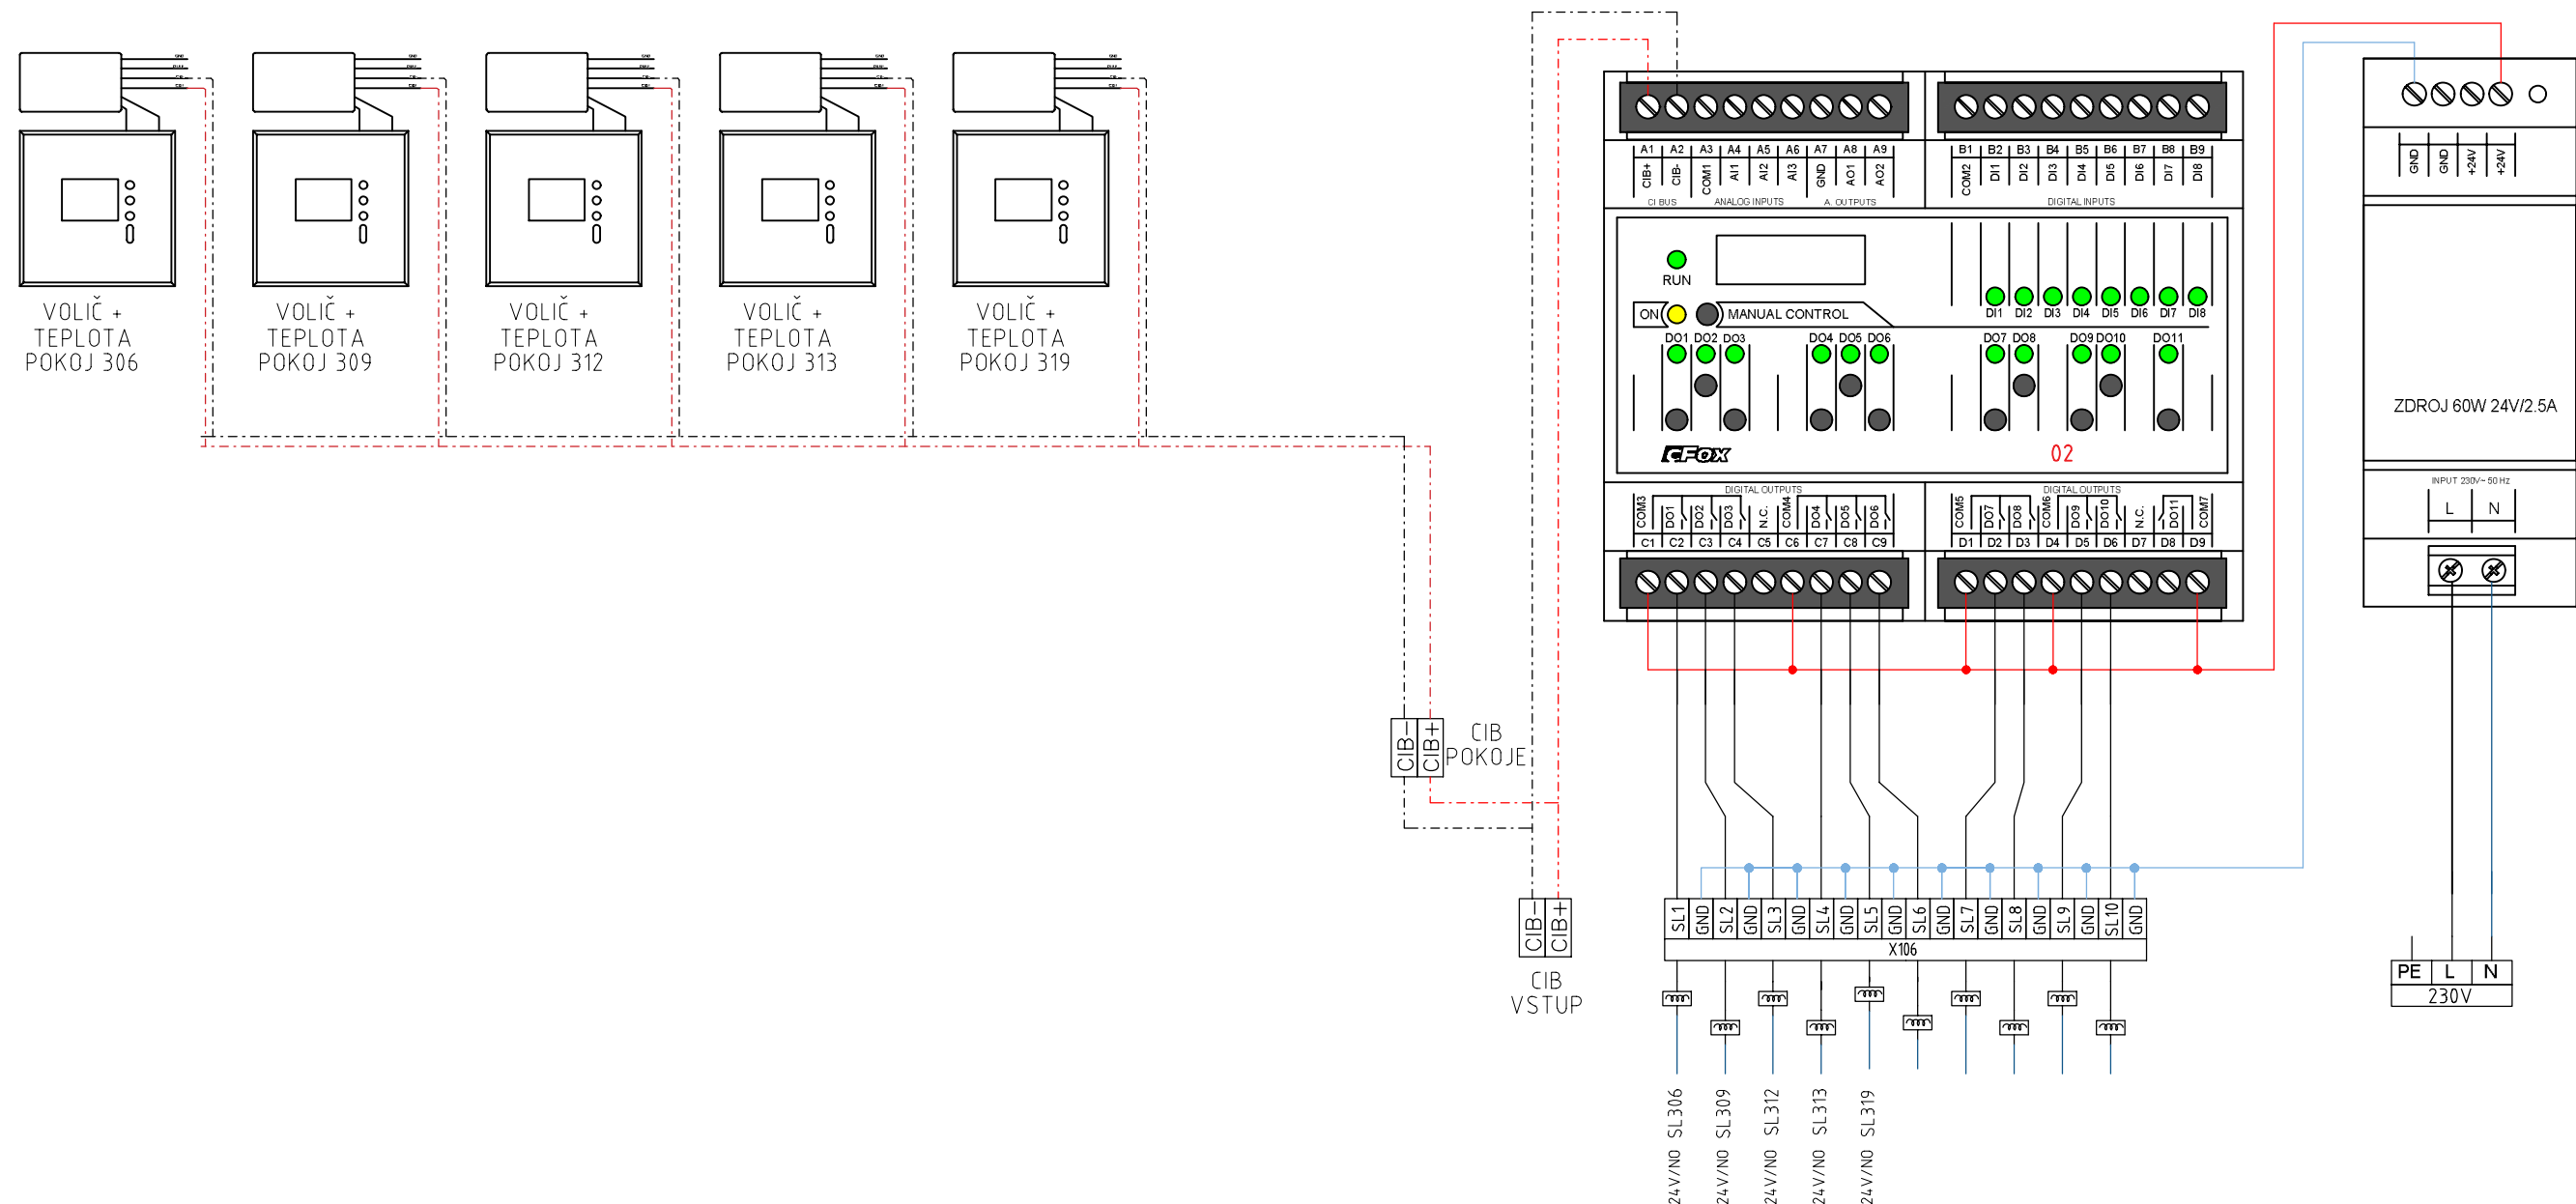 VOLIČ +
TEPLOTA
POKOJ 306
VOLIČ +
TEPLOTA
POKOJ 309
VOLIČ +
TEPLOTA
POKOJ 312
VOLIČ +
TEPLOTA
POKOJ 313
VOLIČ +
TEPLOTA
POKOJ 319
CIB- CIB+
CIB
POKOJE
CIB- CIB+
CIB
VSTUP
A1 A2 A3 A4 A5 A6 A7 A8 A9
CIB+ CIB- COM1 AI1 AI2 AI3 GND AO1 AO2
CI BUS ANALOG INPUTS A. OUTPUTS
B1 B2 B3 B4 B5 B6 B7 B8 B9
COM2 DI1 DI2 DI3 DI4 DI5 DI6 DI7 DI8
DIGITAL INPUTS
RUN
ON MANUAL CONTROL
DI1 DI2 DI3 DI4 DI5 DI6 DI7 DI8
DO1 DO2 DO3 DO4 DO5 DO6 DO7 DO8 DO9 DO10 DO11
CFOX
02
DIGITAL OUTPUTS
COM3 DO1 DO2 DO3 N.C. COM4 DO4 DO5 DO6
C1 C2 C3 C4 C5 C6 C7 C8 C9
DIGITAL OUTPUTS
COM5 DO7 DO8 COM6 DO9 DO10 N.C. DO11 COM7
D1 D2 D3 D4 D5 D6 D7 D8 D9
SL1 GND SL2 GND SL3 GND SL4 GND SL5 GND SL6 GND SL7 GND SL8 GND SL9 GND SL10 GND
X106
24V/NO SL306
24V/NO SL309
24V/NO SL312
24V/NO SL313
24V/NO SL319
GND GND +24V +24V
ZDROJ 60W 24V/2.5A
INPUT 230V~ 50 Hz
L N
PE L N
230V